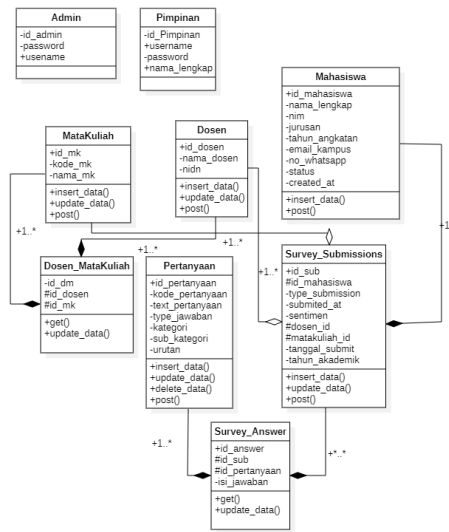 Admin
-id_admin
-password
+usename
Pimpinan
-id_Pimpinan
+username
-password
+nama_lengkap
Mahasiswa
+id_mahasiswa
-nama_lengkap
-nim
-jurusan
-tahun_angkatan
-email_kampus
-no_whatsapp
-status
-created_at
+insert_data()
+post()
MataKuliah
+id_mk
-kode_mk
-nama_mk
+insert_data()
+update_data()
+post()
Dosen
+id_dosen
-nama_dosen
-nidn
+insert_data()
+update_data()
+post()
+1..*
+1..*
+1..*
+1
+1..*
Dosen_MataKuliah
-id_dm
#id_dosen
#id_mk
+get()
+update_data()
Pertanyaan
+id_pertanyaan
-kode_pertanyaan
-text_pertanyaan
-type_jawaban
-kategori
-sub_kategori
-urutan
+insert_data()
+update_data()
+delete_data()
+post()
Survey_Submissions
+id_sub
#id_mahasiswa
-type_submission
-submited_at
-sentimen
#dosen_id
#matakuliah_id
-tanggal_submit
-tahun_akademik
+insert_data()
+update_data()
+post()
+1..*
+*..*
Survey_Answer
+id_answer
#id_sub
#id_pertanyaan
-isi_jawaban
+get()
+update_data()